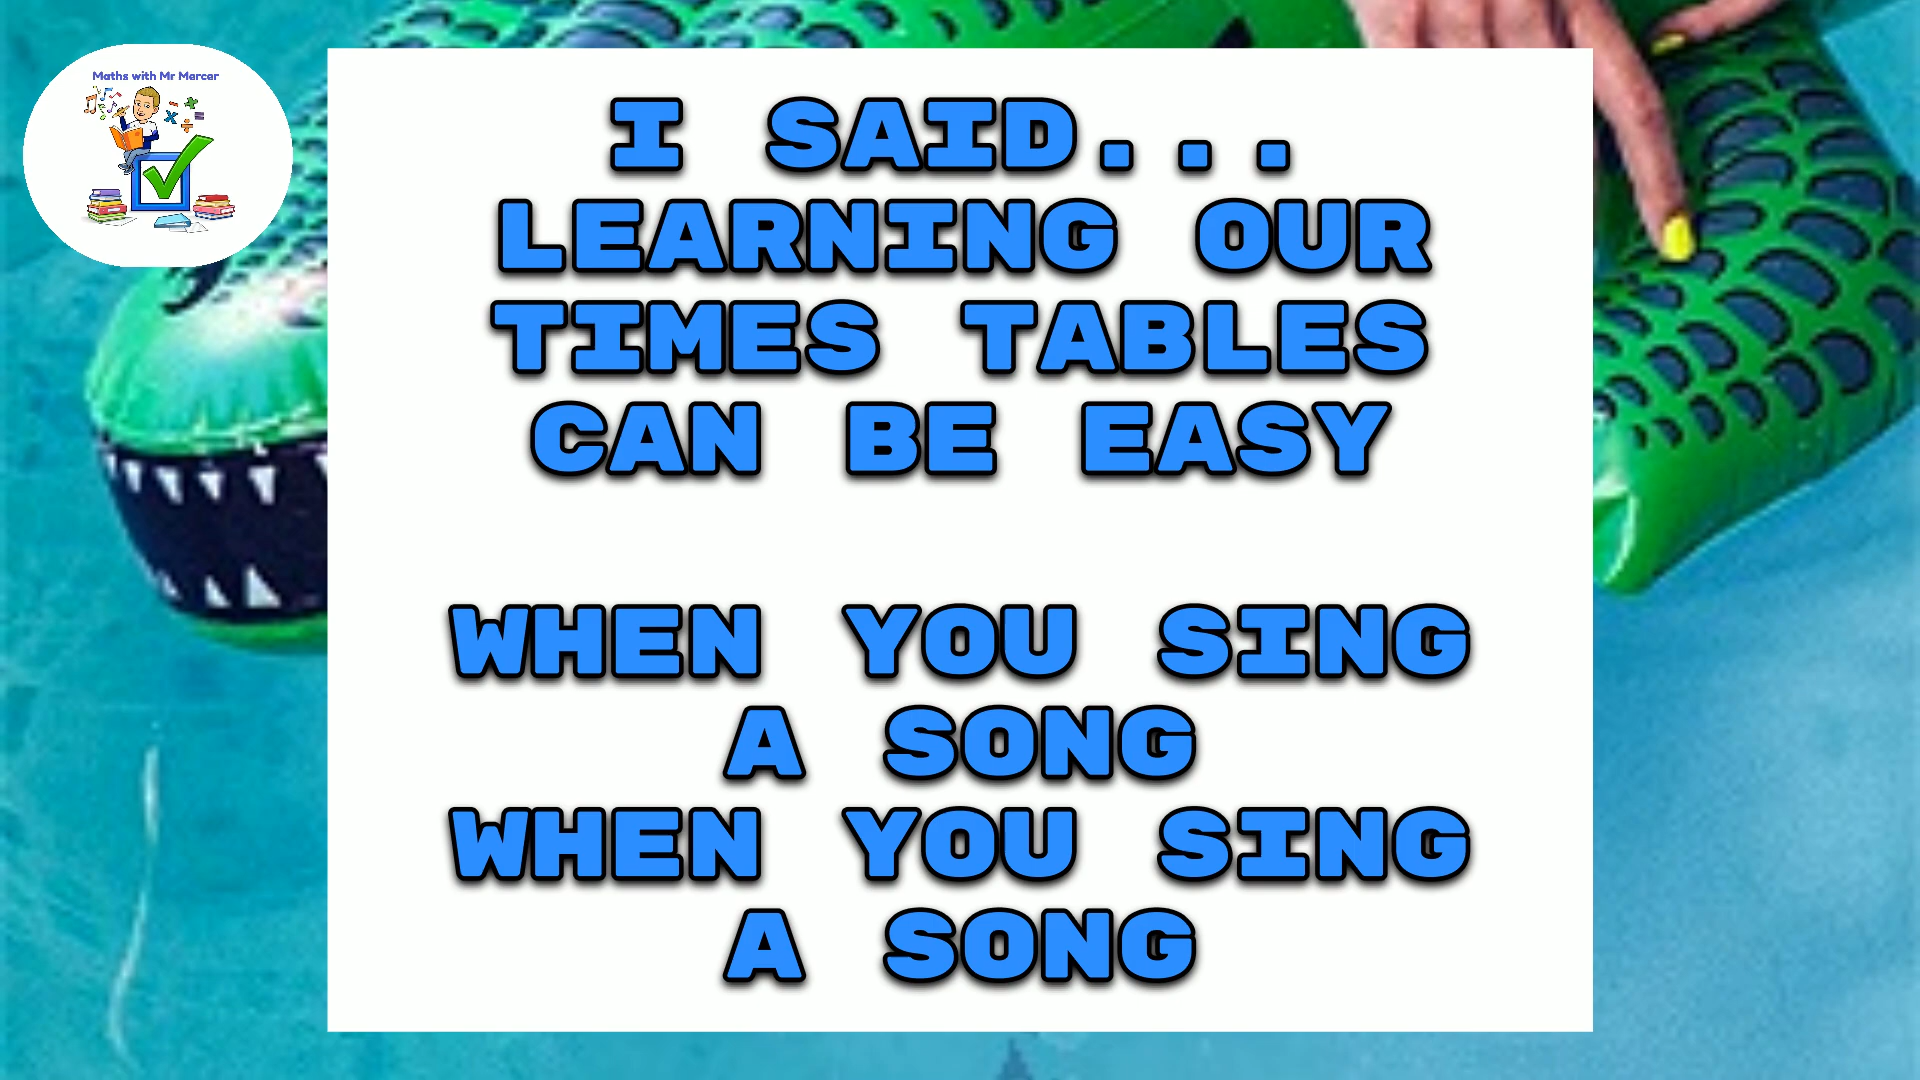 Maths with Mr Mercer
I SAID...
LEARNING OUR
TIMES TABLES
CAN BE EASY
WHEN YOU SING
A SONG
WHEN YOU SING
A SONG